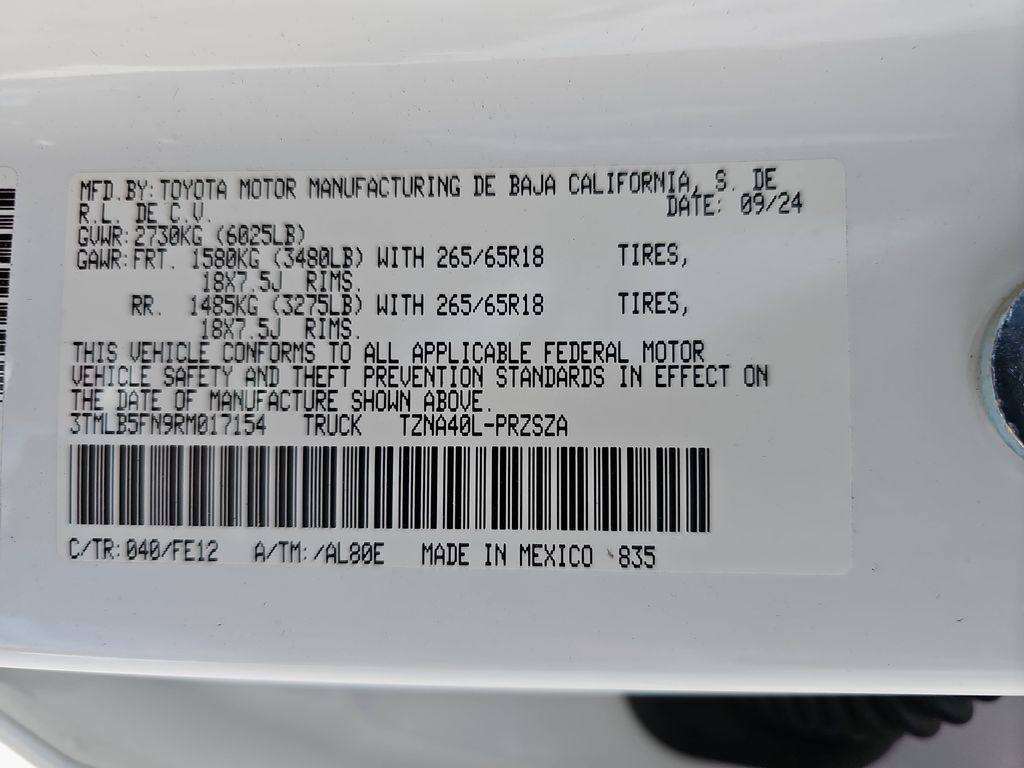 MFD.BY:TOYOTA MOTOR MANUFACTURING DE BAJA CALIFORNIA, S. DE
R.L. DE C.V. DATE: 09/24
GVWR:2730KG (6025LB)
GAWR:FRT. 1580KG (3480LB) WITH 265/65R18 TIRES,
18X7.5J RIMS.
RR. 1485KG (3275LB) WITH 265/65R18 TIRES,
18X7.5J RIMS.
THIS VEHICLE CONFORMS TO ALL APPLICABLE FEDERAL MOTOR
VEHICLE SAFETY AND THEFT PREVENTION STANDARDS IN EFFECT ON
THE DATE OF MANUFACTURE SHOWN ABOVE.
3TMLB5FN9RM017154 TRUCK TZNA40L-PRZSZA
C/TR:040/FE12 A/TM:/AL80E MADE IN MEXICO 835